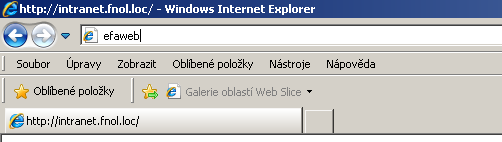 http://intranet.fnol.loc/ - Windows Internet Explorer
efaweb
Soubor Úpravy Zobrazit Oblíbené položky Nástroje Nápověda
Oblíbené položky Galerie oblastí Web Slice
http://intranet.fnol.loc/